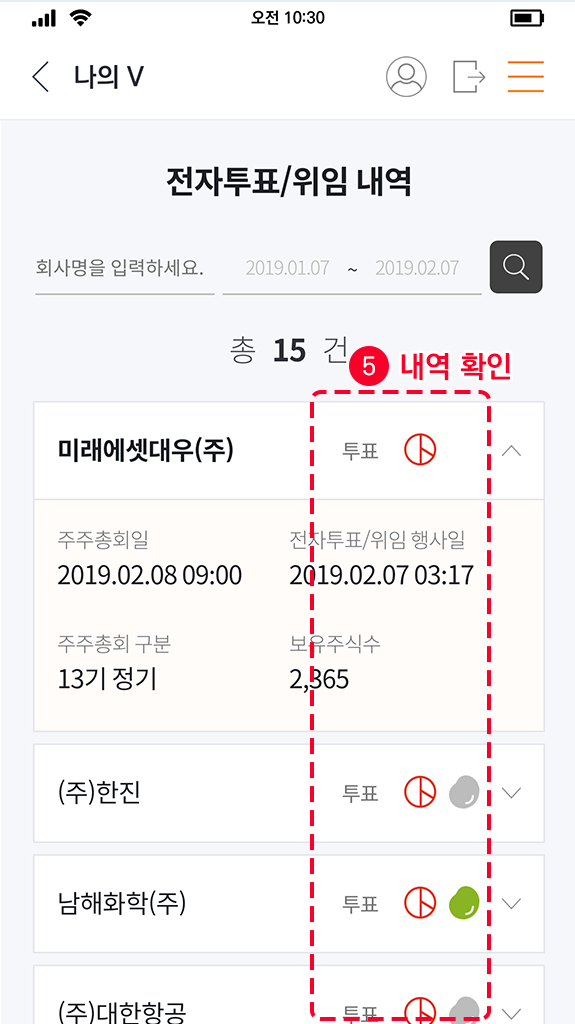 오전 10:30
나의 V
전자투표/위임 내역
회사명을 입력하세요. 2019.01.07 ~ 2019.02.07
총 15 건
5 내역 확인
미래에셋대우(주) 투표
주주총회일 전자투표/위임 행사일
2019.02.08 09:00 2019.02.07 03:17
주주총회 구분 보유주식수
13기 정기 2,365
(주)한진 투표
남해화학(주) 투표
(주)대한항공 투표